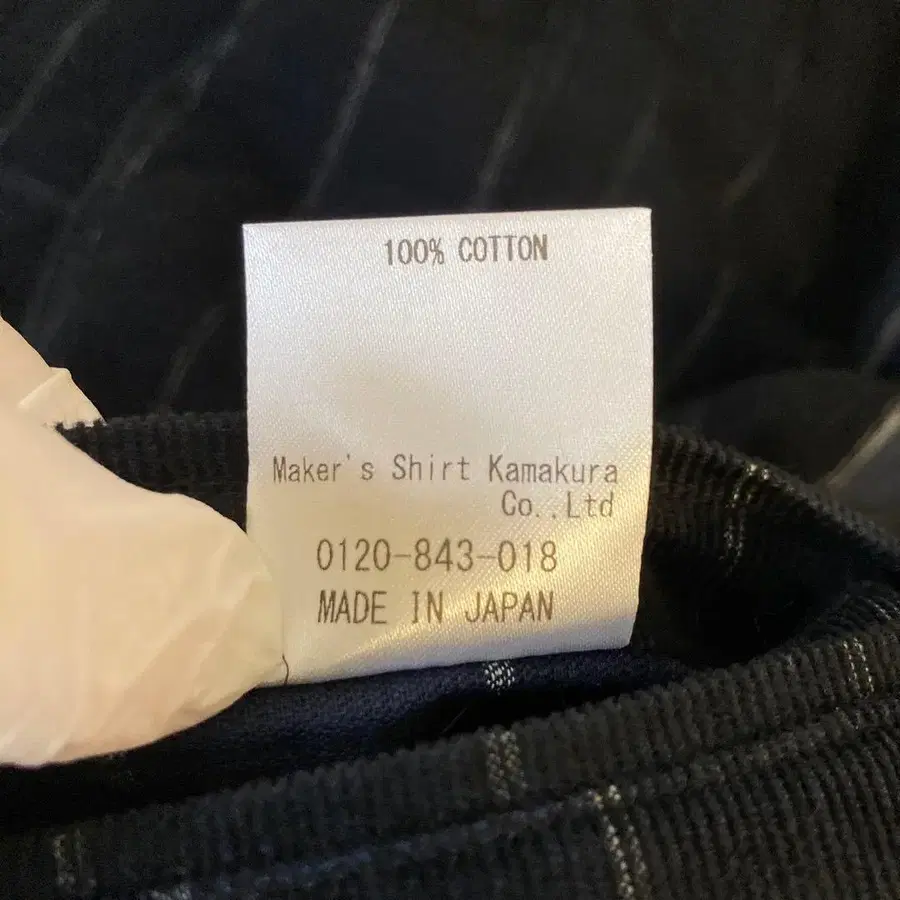 100% COTTON
Maker's Shirt Kamakura
Co.,Ltd
0120-843-018
MADE IN JAPAN